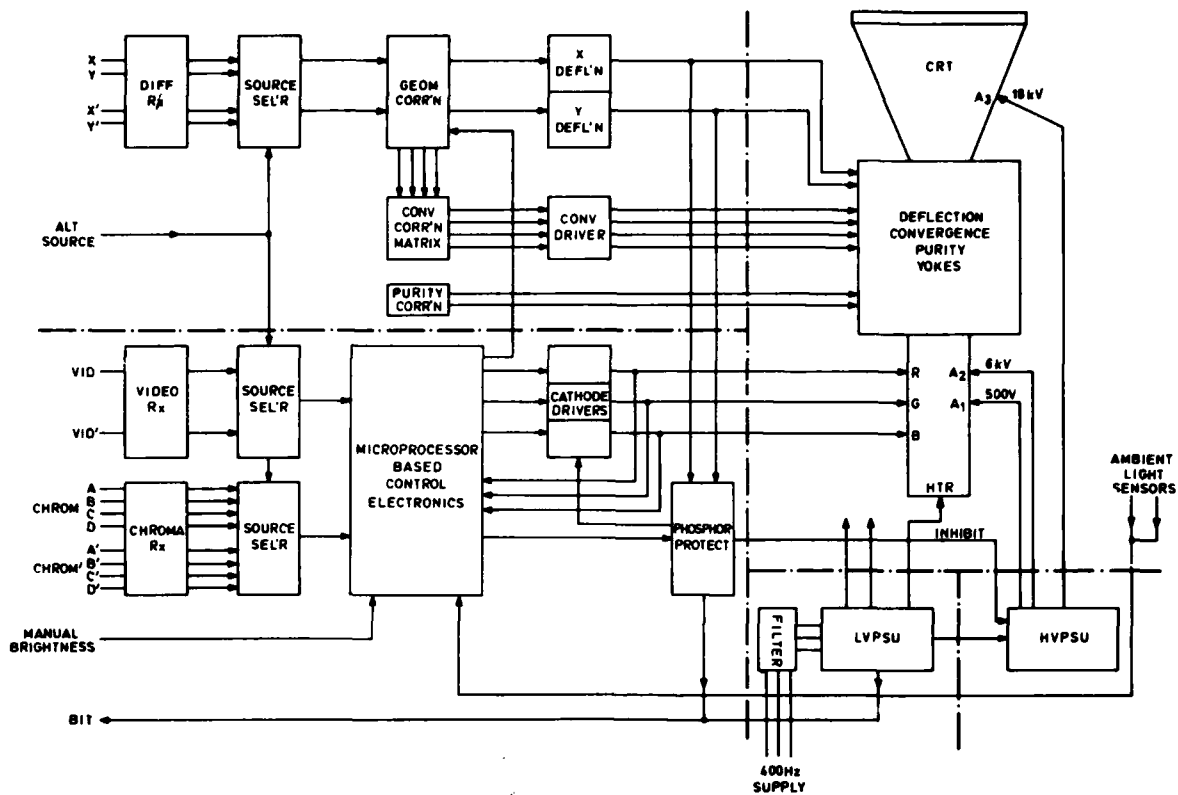 X
Y
X'
Y'
DIFF
R/x
SOURCE
SEL'R
GEOM
CORR'N
X
DEFL'N
Y
DEFL'N
CRT
A3
18kV
ALT
SOURCE
CONV
CORR'N
MATRIX
CONV
DRIVER
DEFLECTION
CONVERGENCE
PURITY
YOKES
PURITY
CORR'N
VID
VID'
VIDEO
Rx
SOURCE
SEL'R
MICROPROCESSOR
BASED
CONTROL
ELECTRONICS
CATHODE
DRIVERS
R
G
B
A2
6kV
A1
500V
HTR
AMBIENT
LIGHT
SENSORS
CHROM
A
B
C
D
CHROM'
A'
B'
C'
D'
CHROMA
Rx
SOURCE
SEL'R
PHOSPHOR
PROTECT
INHIBIT
MANUAL
BRIGHTNESS
FILTER
LVPSU
HVPSU
BIT
400Hz
SUPPLY